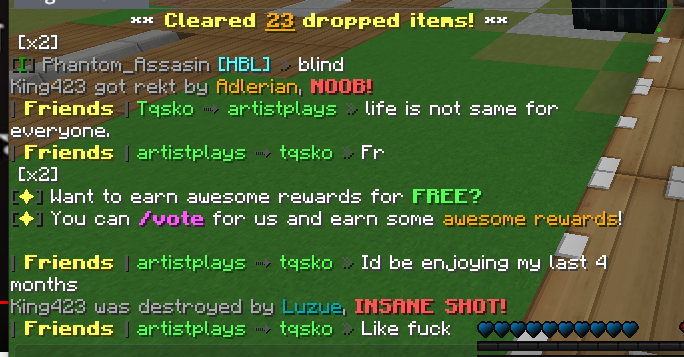 ** Cleared 23 dropped items! **
[x2]
[[] Phantom_Assasin [HBL] » blind
King423 got rekt by Adlerian, NOOB!
| Friends | Tqsko ⇒ artistplays » life is not same for
everyone.
| Friends | artistplays ⇒ tqsko » Fr
[x2]
[✦] Want to earn awesome rewards for FREE?
[✦] You can /vote for us and earn some awesome rewards!
| Friends | artistplays ⇒ tqsko » Id be enjoying my last 4
months
King423 was destroyed by Luzue, INSANE SHOT!
| Friends | artistplays ⇒ tqsko » Like fuck